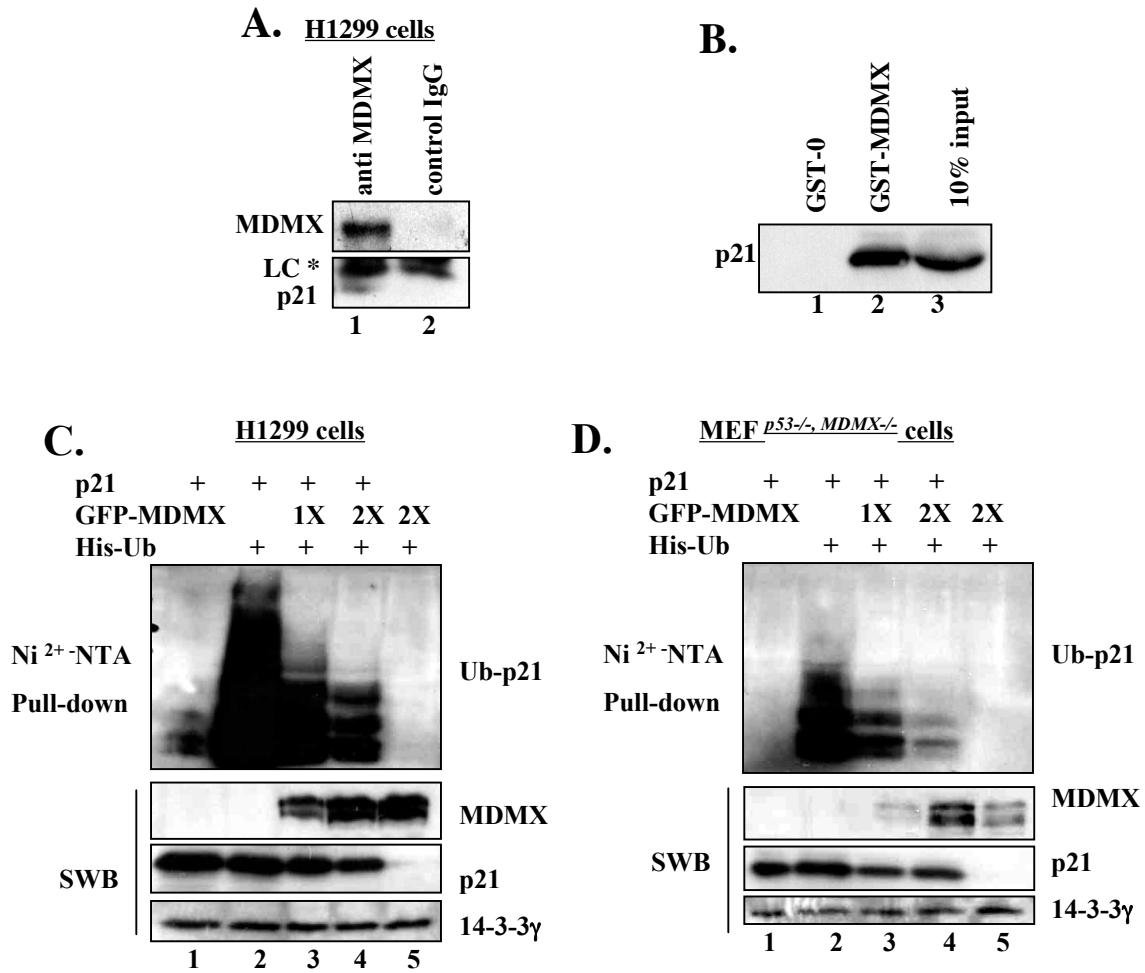 A. H1299 cells
anti MDMX
control IgG
MDMX
LC *
p21
1 2
B.
GST-0
GST-MDMX
10% input
p21
1 2 3
C. H1299 cells
p21 + + + +
GFP-MDMX 1X 2X 2X
His-Ub + + + +
Ni 2+ -NTA
Pull-down
Ub-p21
SWB
MDMX
p21
14-3-3γ
1 2 3 4 5
D. MEF p53-/-, MDMX-/- cells
p21 + + + +
GFP-MDMX 1X 2X 2X
His-Ub + + + +
Ni 2+ -NTA
Pull-down
Ub-p21
SWB
MDMX
p21
14-3-3γ
1 2 3 4 5